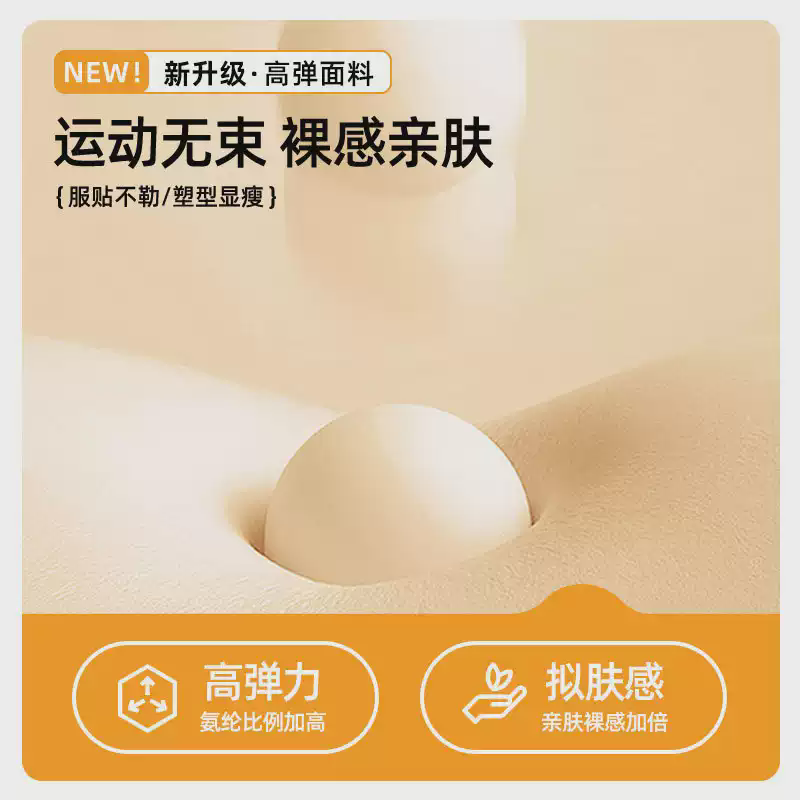 NEW! 新升级·高弹面料
运动无束 裸感亲肤
{服贴不勒/塑型显瘦}
高弹力
氨纶比例加高
拟肤感
亲肤裸感加倍